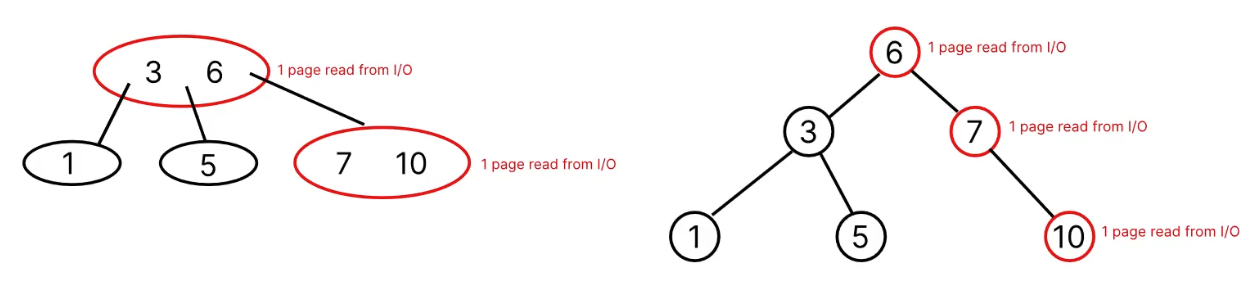 3 6 1 page read from I/O
1 5 7 10 1 page read from I/O
6 1 page read from I/O
3 7 1 page read from I/O
1 5 10 1 page read from I/O